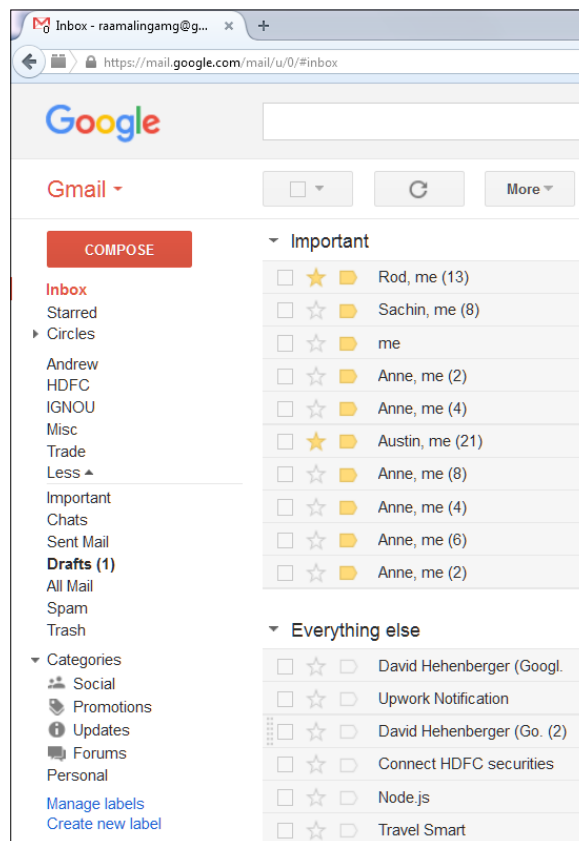 Inbox - raamalingamg@g...
https://mail.google.com/mail/u/0/#inbox
Google
Gmail
More
COMPOSE
Inbox
Starred
Circles
Andrew
HDFC
IGNOU
Misc
Trade
Less
Important
Chats
Sent Mail
Drafts (1)
All Mail
Spam
Trash
Categories
Social
Promotions
Updates
Forums
Personal
Manage labels
Create new label
Important
Rod, me (13)
Sachin, me (8)
me
Anne, me (2)
Anne, me (4)
Austin, me (21)
Anne, me (8)
Anne, me (4)
Anne, me (6)
Anne, me (2)
Everything else
David Hehenberger (Googl.
Upwork Notification
David Hehenberger (Go. (2)
Connect HDFC securities
Node.js
Travel Smart